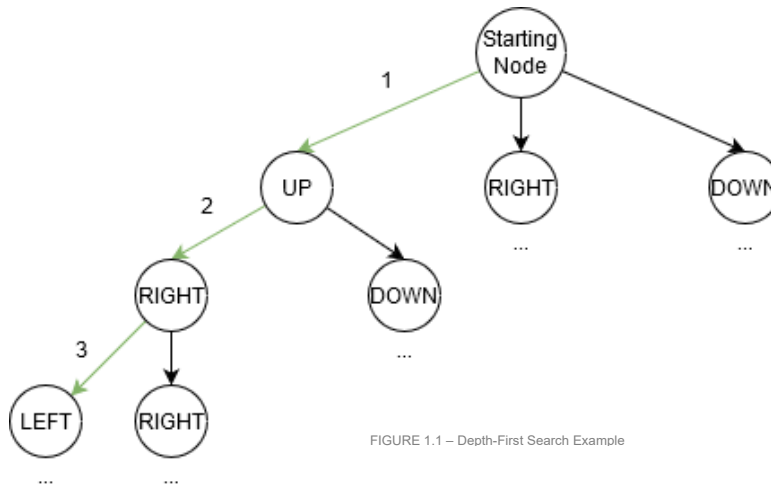 Starting
Node
1
UP
RIGHT
DOWN
2
...
...
RIGHT
DOWN
3
...
LEFT
RIGHT
FIGURE 1.1 – Depth-First Search Example
...
...